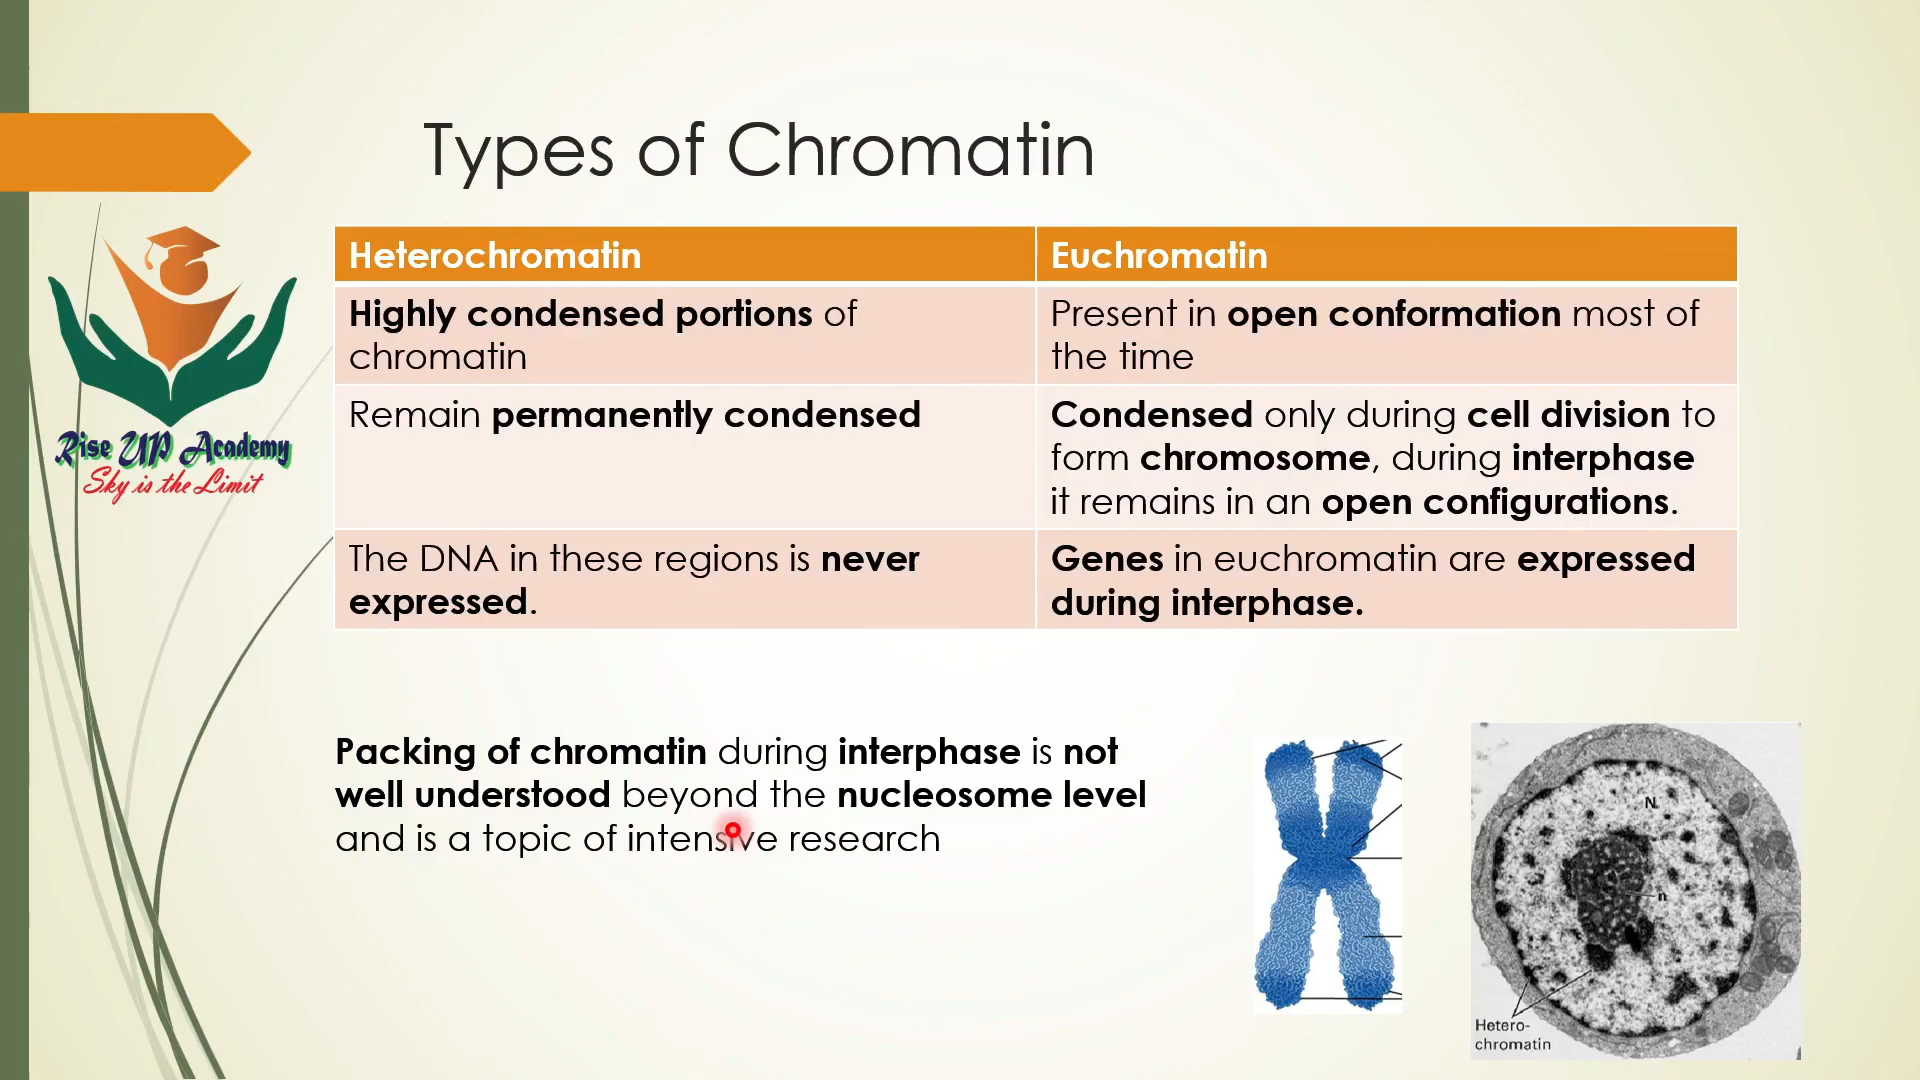 Types of Chromatin
Rise UP Academy
Sky is the Limit
Heterochromatin
Euchromatin
Highly condensed portions of
chromatin
Present in open conformation most of
the time
Remain permanently condensed
Condensed only during cell division to
form chromosome, during interphase
it remains in an open configurations.
The DNA in these regions is never
expressed.
Genes in euchromatin are expressed
during interphase.
Packing of chromatin during interphase is not
well understood beyond the nucleosome level
and is a topic of intensive research
N
n
Hetero-
chromatin